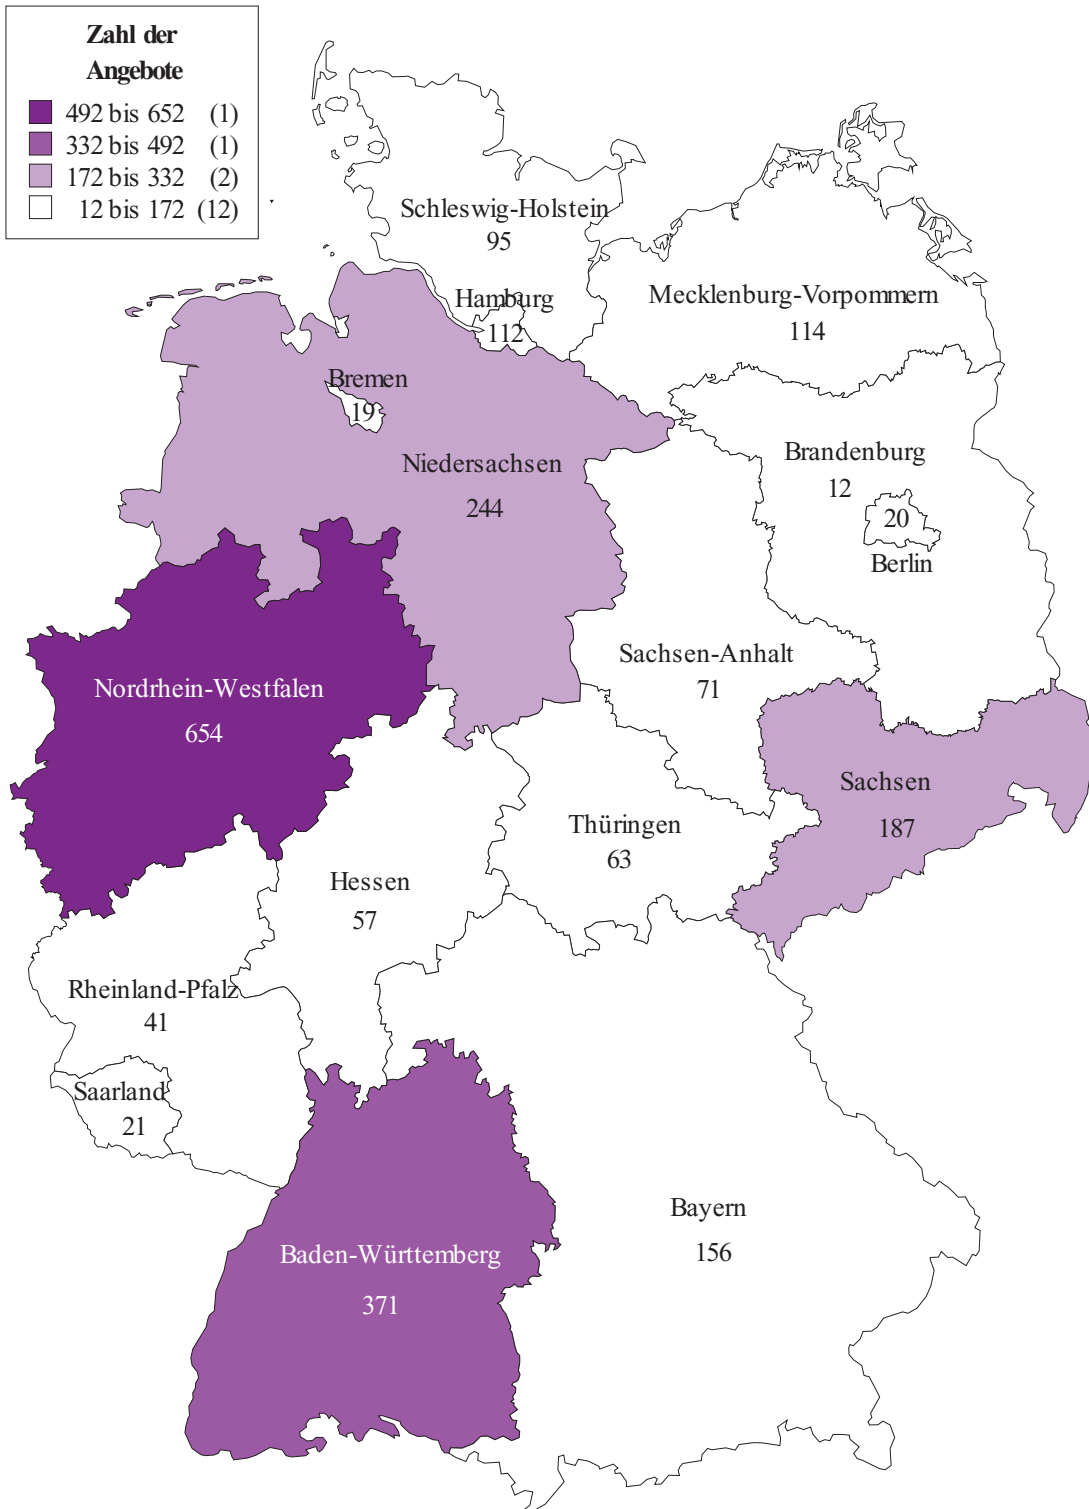 Zahl der
Angebote
492 bis 652 (1)
332 bis 492 (1)
172 bis 332 (2)
12 bis 172 (12)
Schleswig-Holstein
95
Hamburg
112
Mecklenburg-Vorpommern
114
Bremen
19
Niedersachsen
244
Brandenburg
12
20
Berlin
Sachsen-Anhalt
71
Nordrhein-Westfalen
654
Sachsen
187
Thüringen
63
Hessen
57
Rheinland-Pfalz
41
Saarland
21
Bayern
156
Baden-Württemberg
371